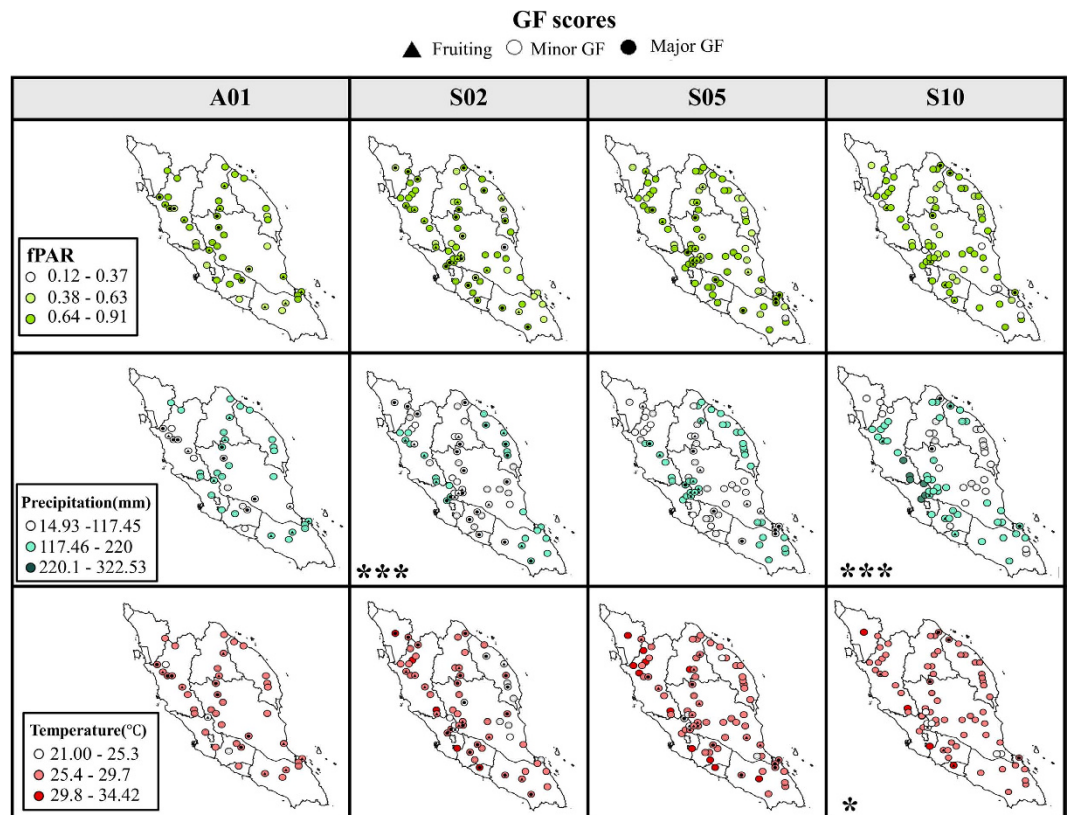 GF scores
Fruiting Minor GF Major GF
A01 S02 S05 S10
fPAR
0.12 - 0.37
0.38 - 0.63
0.64 - 0.91
Precipitation(mm)
14.93 -117.45
117.46 - 220
220.1 - 322.53
*** ***
Temperature(°C)
21.00 - 25.3
25.4 - 29.7
29.8 - 34.42
*